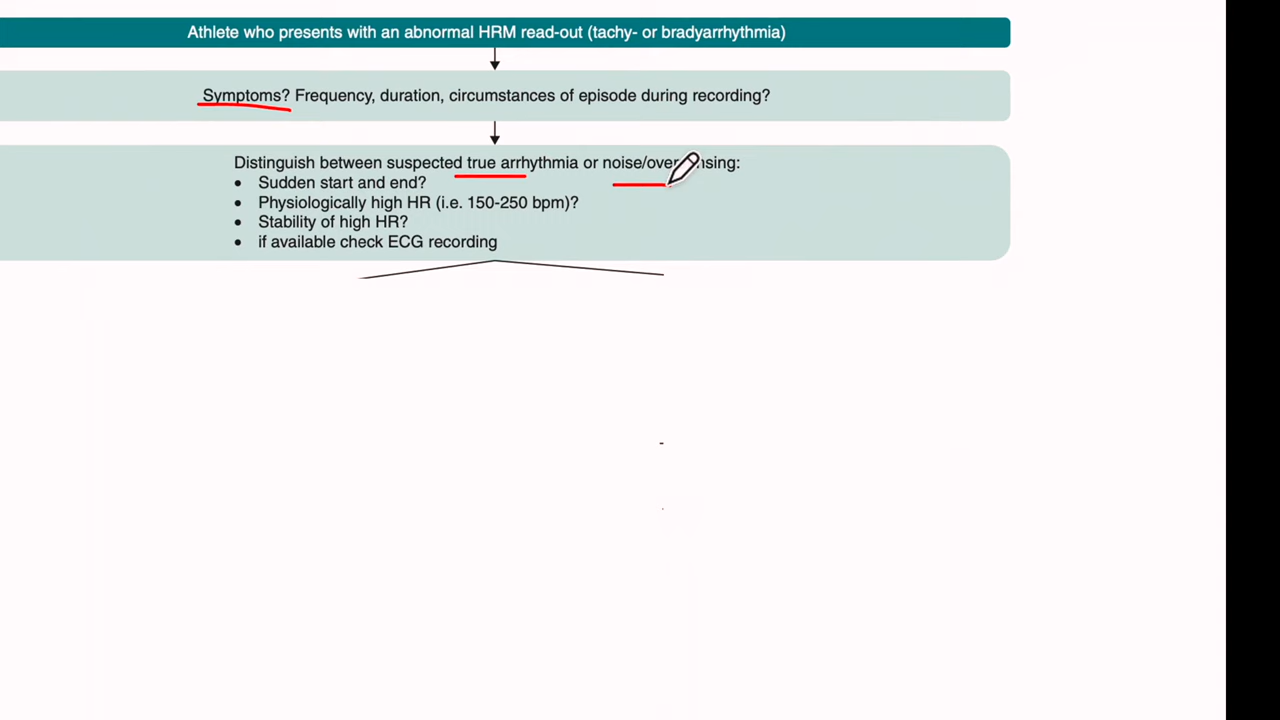 Athlete who presents with an abnormal HRM read-out (tachy- or bradyarrhythmia)
Symptoms? Frequency, duration, circumstances of episode during recording?
Distinguish between suspected true arrhythmia or noise/over nsing:
• Sudden start and end?
• Physiologically high HR (i.e. 150-250 bpm)?
• Stability of high HR?
• if available check ECG recording